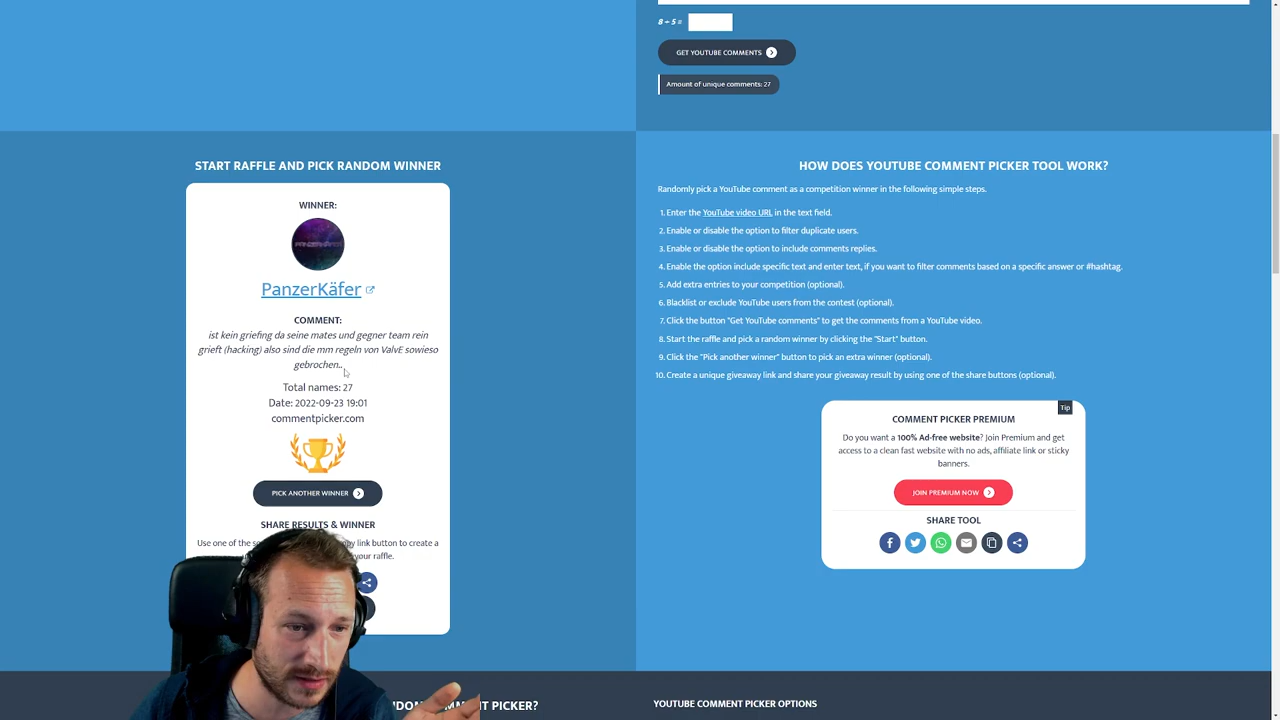 8 + 5 =
GET YOUTUBE COMMENTS
Amount of unique comments: 27
START RAFFLE AND PICK RANDOM WINNER
WINNER:
PANZERKÄFER
PanzerKäfer
COMMENT:
ist kein griefing da seine mates und gegner team rein
grieft (hacking) also sind die mm regeln von ValvE sowieso
gebrochen..
Total names: 27
Date: 2022-09-23 19:01
commentpicker.com
PICK ANOTHER WINNER
SHARE RESULTS & WINNER
Use one of the copy link button to create a
your raffle.
HOW DOES YOUTUBE COMMENT PICKER TOOL WORK?
Randomly pick a YouTube comment as a competition winner in the following simple steps.
1. Enter the YouTube video URL in the text field.
2. Enable or disable the option to filter duplicate users.
3. Enable or disable the option to include comments replies.
4. Enable the option include specific text and enter text, if you want to filter comments based on a specific answer or #hashtag.
5. Add extra entries to your competition (optional).
6. Blacklist or exclude YouTube users from the contest (optional).
7. Click the button "Get YouTube comments" to get the comments from a YouTube video.
8. Start the raffle and pick a random winner by clicking the "Start" button.
9. Click the "Pick another winner" button to pick an extra winner (optional).
10. Create a unique giveaway link and share your giveaway result by using one of the share buttons (optional).
Tip
COMMENT PICKER PREMIUM
Do you want a 100% Ad-free website? Join Premium and get
access to a clean fast website with no ads, affiliate link or sticky
banners.
JOIN PREMIUM NOW
SHARE TOOL
PICKER?
YOUTUBE COMMENT PICKER OPTIONS